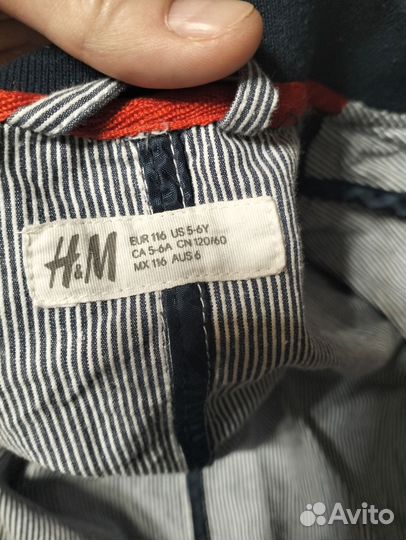 H&M
EUR 116 US 5-6Y
CA 5-6A CN 120/60
MX 116 AUS 6
Avito